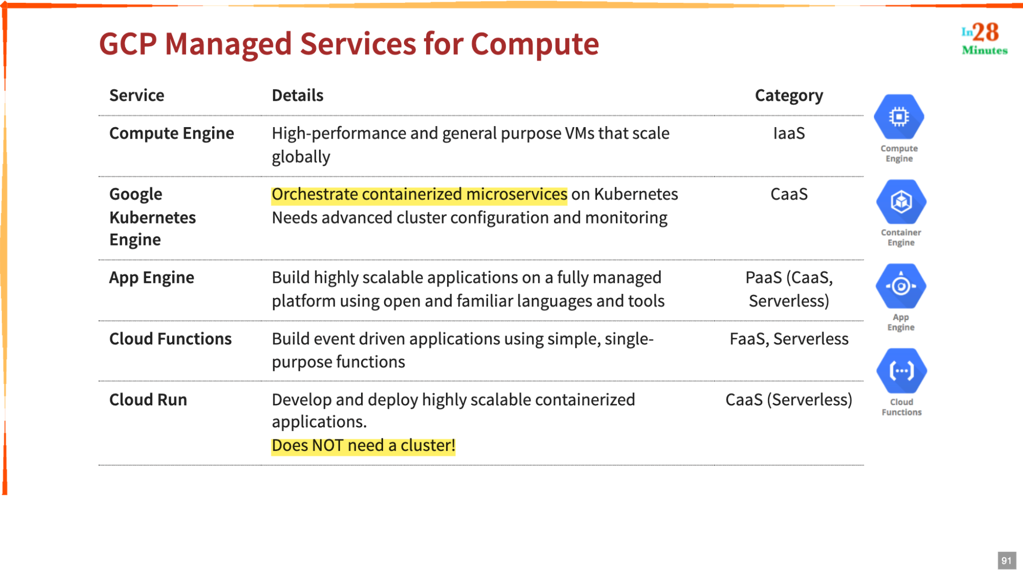 GCP Managed Services for Compute
In28
Minutes
Service Details Category
Compute Engine High-performance and general purpose VMs that scale IaaS
globally
Google Orchestrate containerized microservices on Kubernetes CaaS
Kubernetes Needs advanced cluster configuration and monitoring
Engine
App Engine Build highly scalable applications on a fully managed PaaS (CaaS,
platform using open and familiar languages and tools Serverless)
Cloud Functions Build event driven applications using simple, single- FaaS, Serverless
purpose functions
Cloud Run Develop and deploy highly scalable containerized CaaS (Serverless)
applications.
Does NOT need a cluster!
Compute
Engine
Container
Engine
App
Engine
Cloud
Functions
91